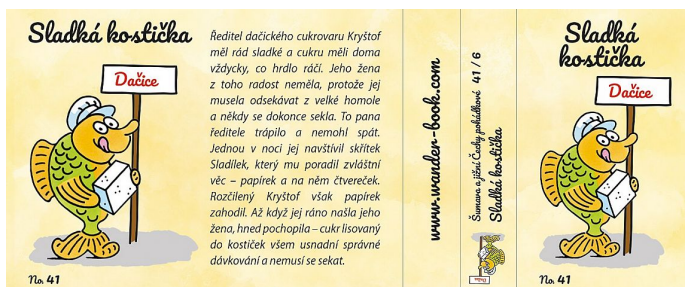 Sladká kostička
Dačice
No. 41
Ředitel dačického cukrovaru Kryštof
měl rád sladké a cukru měli doma
vždycky, co hrdlo ráčí. Jeho žena
z toho radost neměla, protože jej
musela odsekávat z velké homole
a někdy se dokonce sekla. To pana
ředitele trápilo a nemohl spát.
Jednou v noci jej navštívil skřítek
Sladílek, který mu poradil zvláštní
věc – papírek a na něm čtvereček.
Rozčilený Kryštof však papírek
zahodil. Až když jej ráno našla jeho
žena, hned pochopila – cukr lisovaný
do kostiček všem usnadní správné
dávkování a nemusí se sekat.
www.wander-book.com
Šumava a jižní Čechy pohádkové 41 / 6
Sladká kostička
Sladká
kostička
Dačice
No. 41